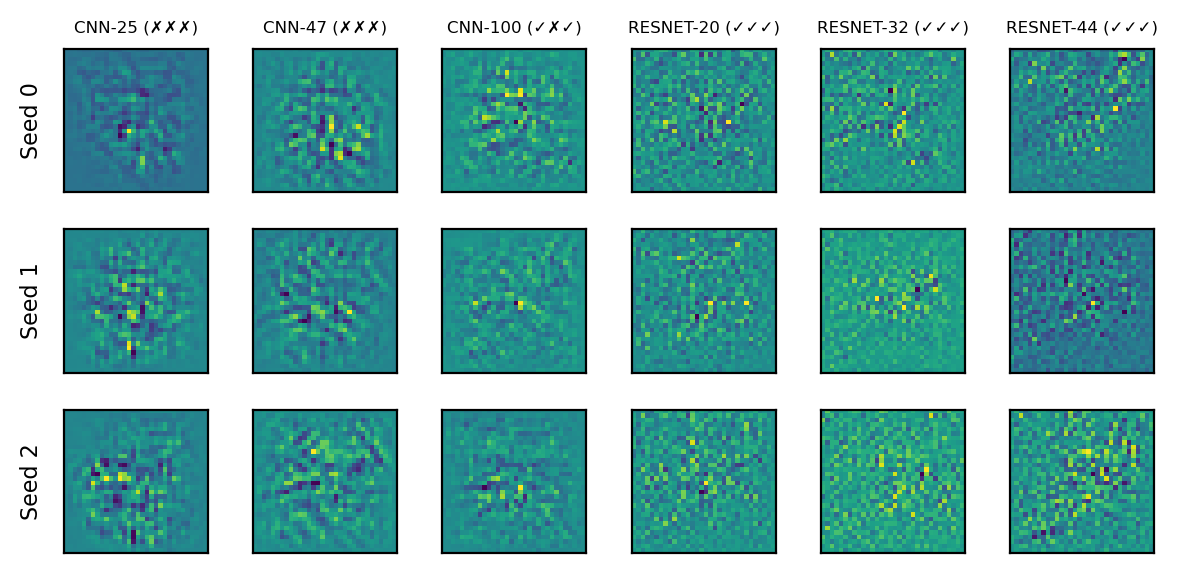 CNN-25 (✗✗✗) CNN-47 (✗✗✗) CNN-100 (✓✗✓) RESNET-20 (✓✓✓) RESNET-32 (✓✓✓) RESNET-44 (✓✓✓)
Seed 0
Seed 1
Seed 2